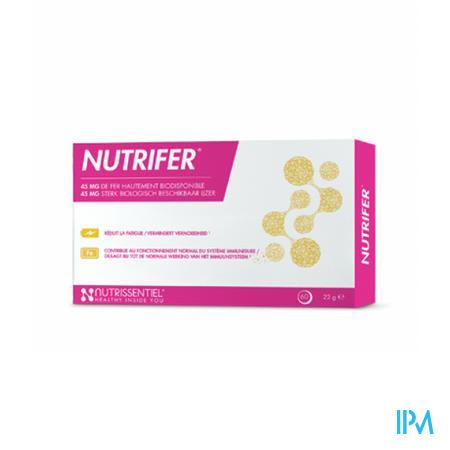 NUTRIFER®
45 MG DE FER HAUTEMENT BIODISPONIBLE
45 MG STERK BIOLOGISCH BESCHIKBAAR IJZER
RÉDUIT LA FATIGUE / VERMINDERT VERMOEIDHEID
Fe
CONTRIBUE AU FONCTIONNEMENT NORMAL DU SYSTÈME IMMUNITAIRE /
DRAAGT BIJ TOT DE NORMALE WERKING VAN HET IMMUUNSYSTEEM
NUTRISSENTIEL®
HEALTHY INSIDE YOU
60
22 g e
NUTRIFER®
IPM